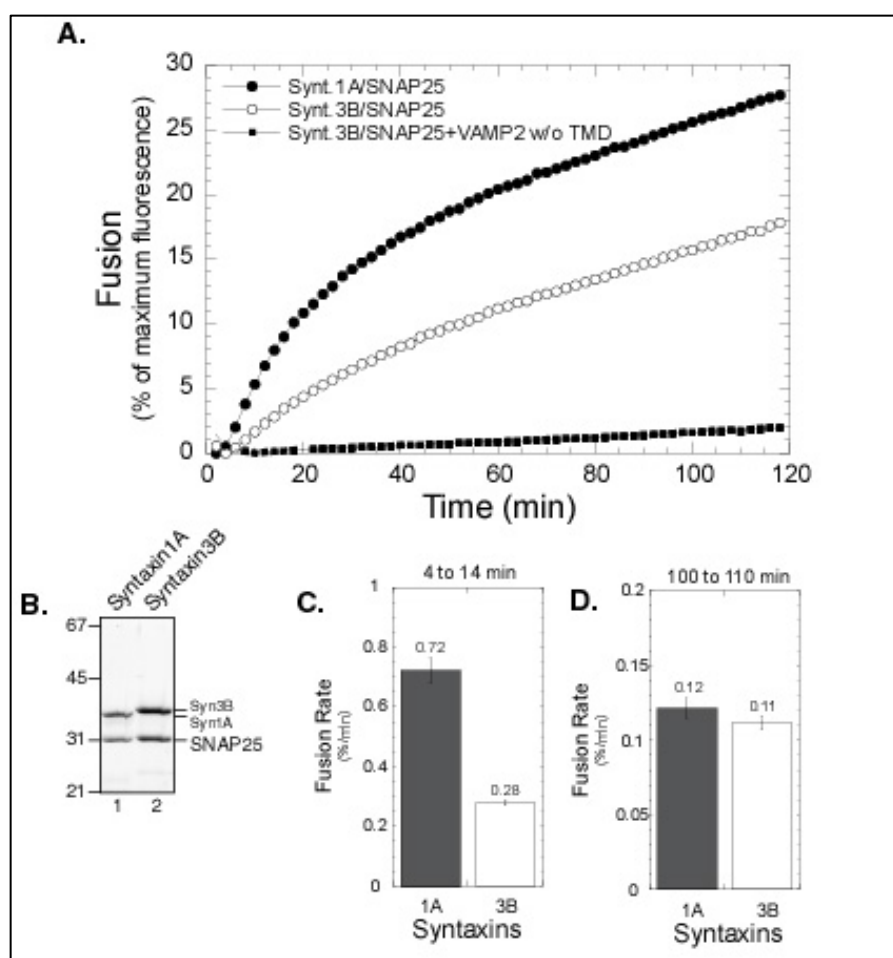 A.
30
25
20
15
10
5
0
Fusion
(% of maximum fluorescence)
Synt.1A/SNAP25
Synt.3B/SNAP25
Synt.3B/SNAP25+VAMP2 w/o TMD
0 20 40 60 80 100 120
Time (min)
B.
Syntaxin1A
Syntaxin3B
67
45
31
21
Syn3B
Syn1A
SNAP25
1 2
C.
4 to 14 min
1
0.8
0.6
0.4
0.2
0
Fusion Rate
(%/min)
0.72
0.28
1A 3B
Syntaxins
D.
100 to 110 min
0.2
0.15
0.1
0.05
0
Fusion Rate
(%/min)
0.12
0.11
1A 3B
Syntaxins